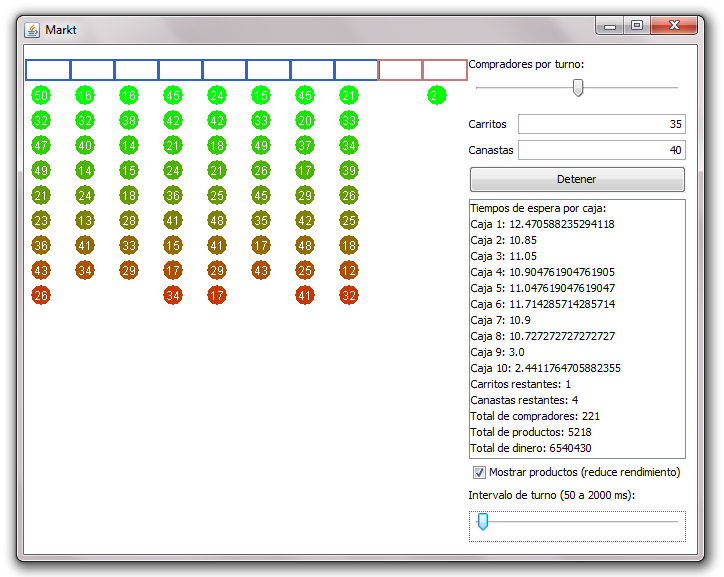 Markt
50 16 16 45 24 15 45 21 2
32 32 38 42 42 33 20 33
47 40 14 21 18 49 37 34
49 14 15 24 21 26 17 39
21 24 18 36 25 45 29 26
23 13 28 41 48 35 42 25
36 41 33 15 41 17 48 18
43 34 29 17 29 43 25 12
26 34 17 41 32
Compradores por turno:
Carritos 35
Canastas 40
Detener
Tiempos de espera por caja:
Caja 1: 12.470588235294118
Caja 2: 10.85
Caja 3: 11.05
Caja 4: 10.904761904761905
Caja 5: 11.047619047619047
Caja 6: 11.714285714285714
Caja 7: 10.9
Caja 8: 10.727272727272727
Caja 9: 3.0
Caja 10: 2.4411764705882355
Carritos restantes: 1
Canastas restantes: 4
Total de compradores: 221
Total de productos: 5218
Total de dinero: 6540430
Mostrar productos (reduce rendimiento)
Intervalo de turno (50 a 2000 ms):